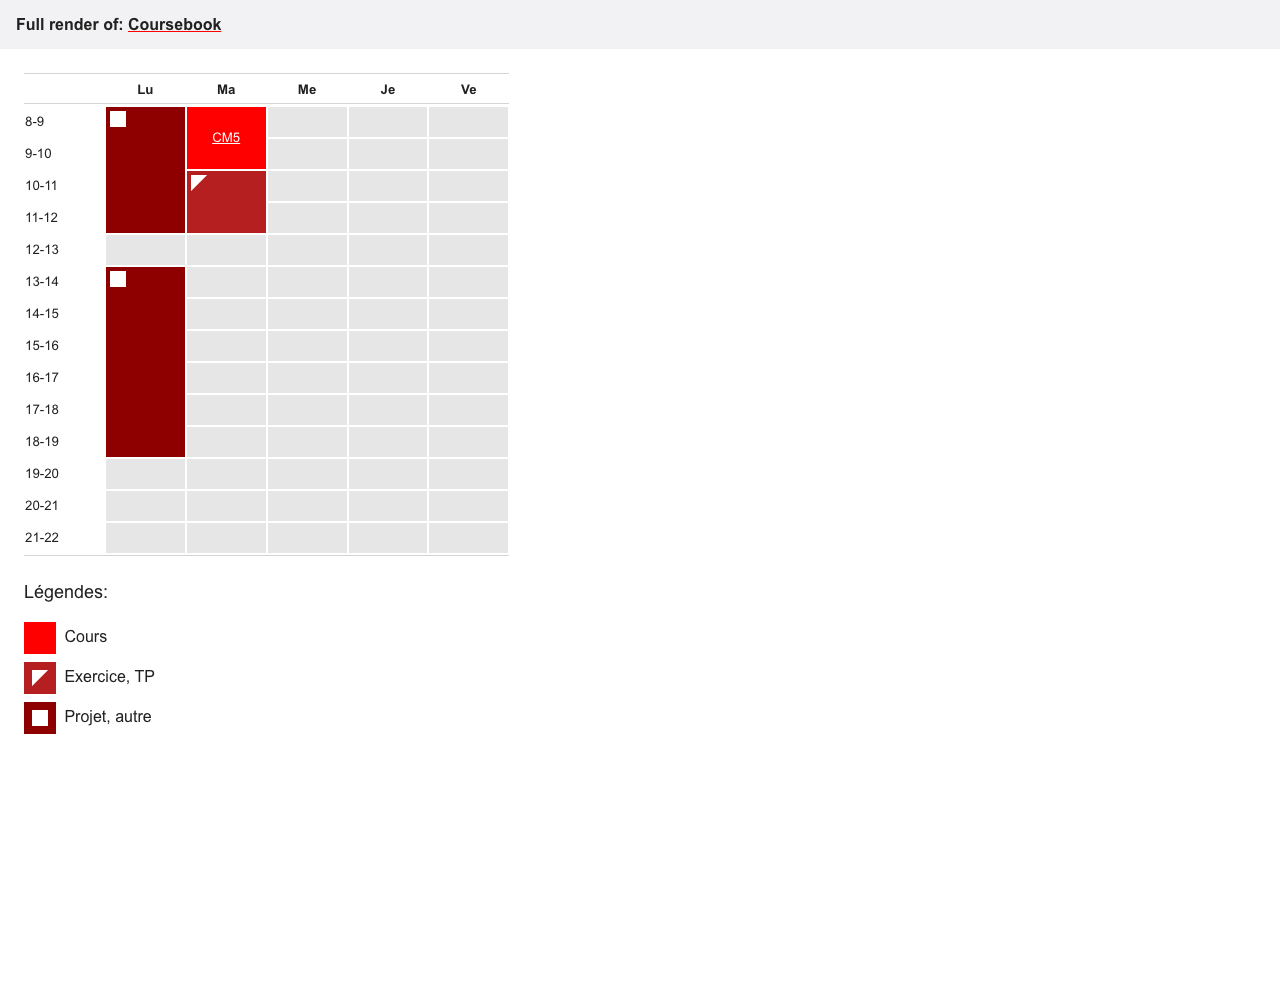 Full render of: Coursebook
Lu Ma Me Je Ve
8-9
CM5
9-10
10-11
11-12
12-13
13-14
14-15
15-16
16-17
17-18
18-19
19-20
20-21
21-22
Légendes:
Cours
Exercice, TP
Projet, autre